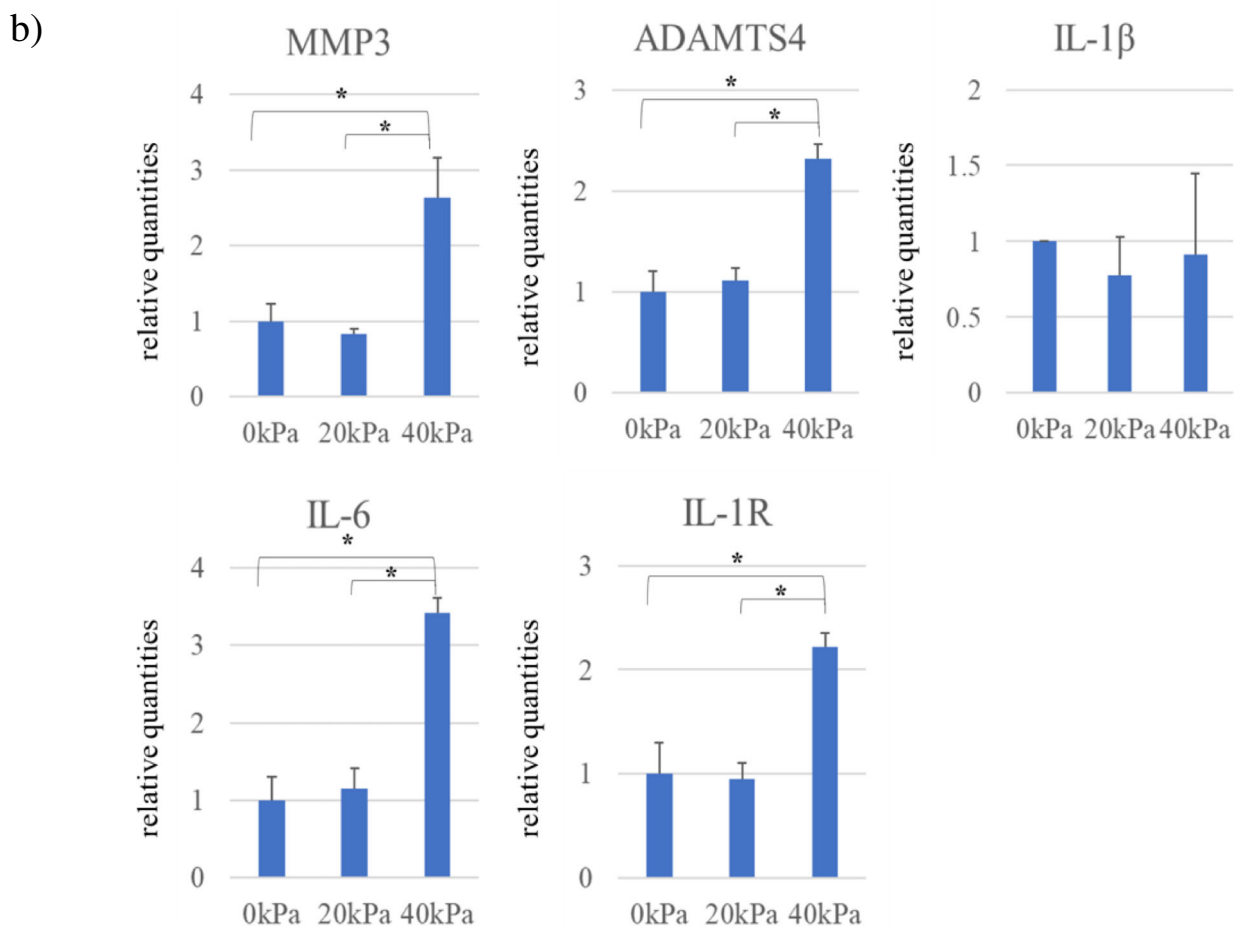 b)
MMP3
relative quantities
4
3
2
1
0
* 
*
0kPa 20kPa 40kPa
ADAMTS4
relative quantities
3
2
1
0
*
*
0kPa 20kPa 40kPa
IL-1β
relative quantities
2
1.5
1
0.5
0
0kPa 20kPa 40kPa
IL-6
relative quantities
4
3
2
1
0
*
*
0kPa 20kPa 40kPa
IL-1R
relative quantities
3
2
1
0
*
*
0kPa 20kPa 40kPa